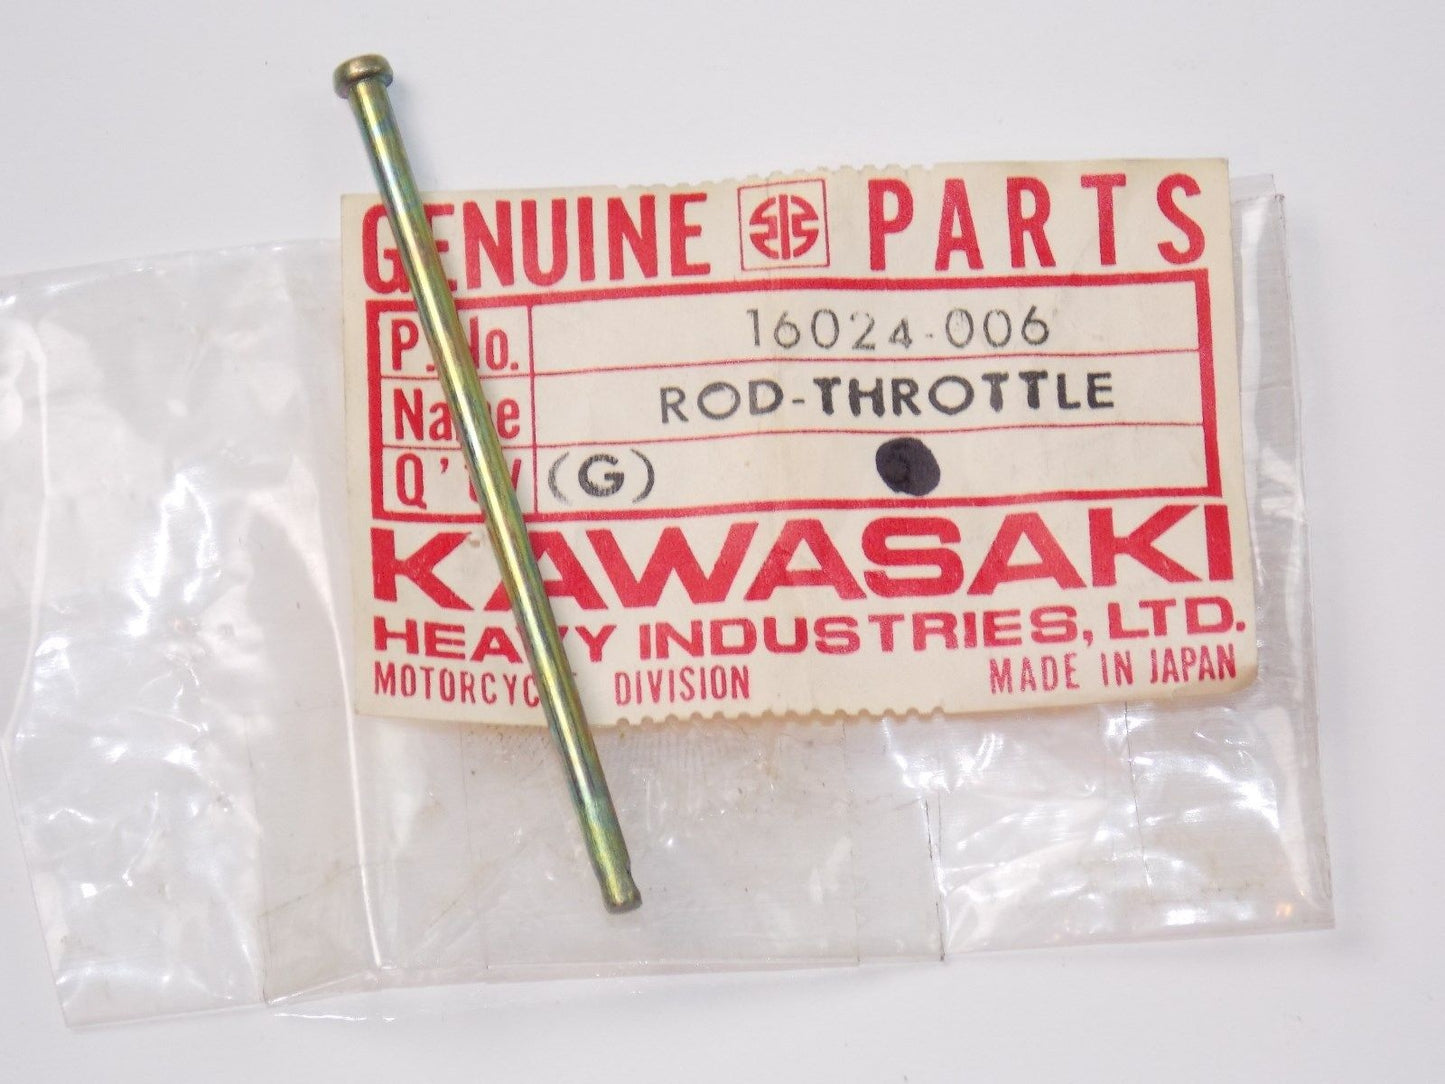 GENUINE PARTS
P. No. 16024-006
Name ROD-THROTTLE
Q'ty (G)
KAWASAKI
HEAVY INDUSTRIES, LTD.
MOTORCYCLE DIVISION MADE IN JAPAN